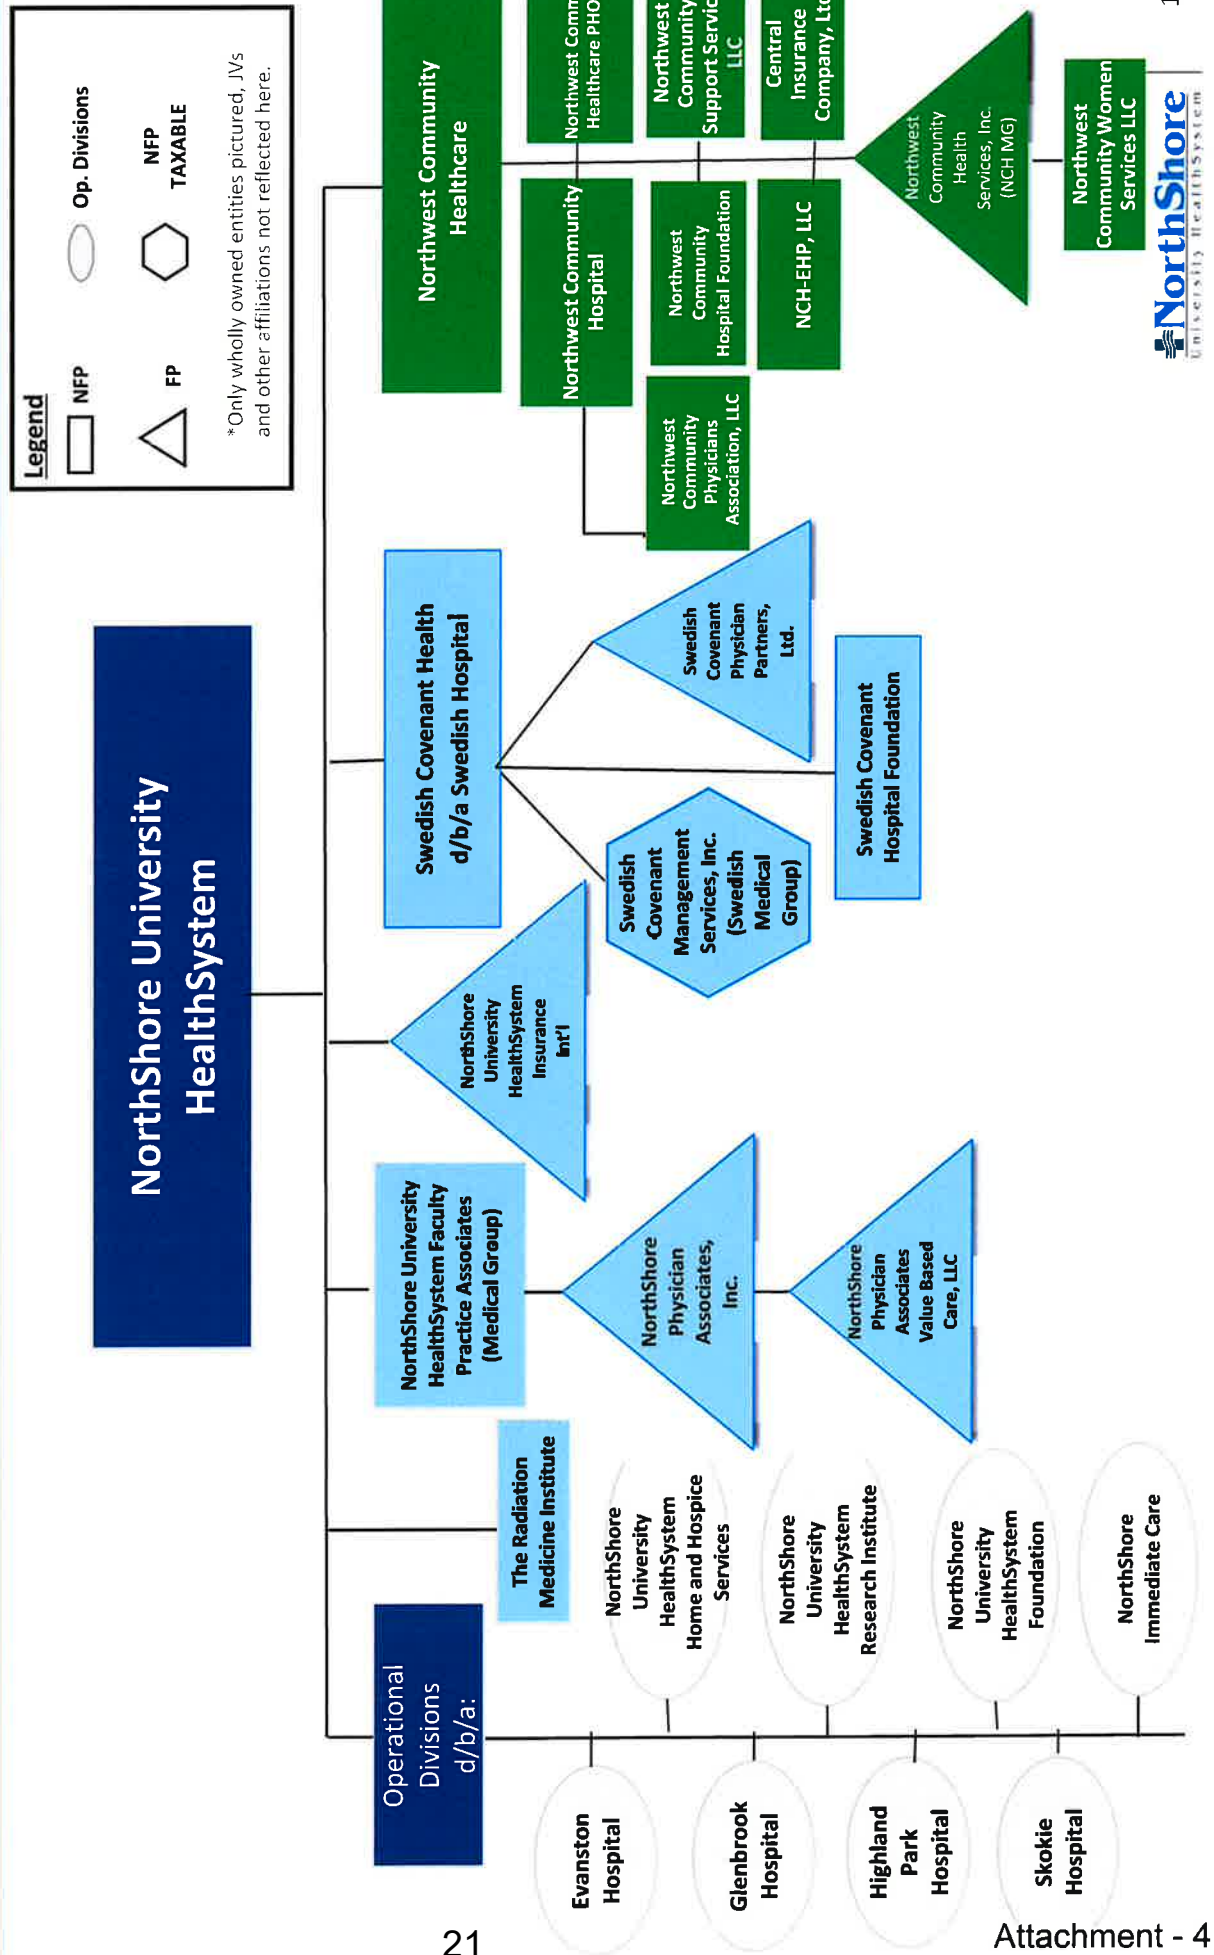 NorthShore University
HealthSystem
Legend
NFP
Op. Divisions
FP
NFP
TAXABLE
*Only wholly owned entities pictured, JVs
and other affiliations not reflected here.
Operational
Divisions
d/b/a:
Evanston
Hospital
Glenbrook
Hospital
Highland
Park
Hospital
Skokie
Hospital
NorthShore
University
HealthSystem
Home and Hospice
Services
NorthShore
University
HealthSystem
Research Institute
NorthShore
University
HealthSystem
Foundation
NorthShore
Immediate Care
The Radiation
Medicine Institute
NorthShore University
HealthSystem Faculty
Practice Associates
(Medical Group)
NorthShore
Physician
Associates,
Inc.
NorthShore
Physician
Associates
Value Based
Care, LLC
NorthShore
University
HealthSystem
Insurance
Int'l
Swedish Covenant Health
d/b/a Swedish Hospital
Swedish
Covenant
Management
Services, Inc.
(Swedish
Medical
Group)
Swedish
Covenant
Physician
Partners,
Ltd.
Swedish Covenant
Hospital Foundation
Northwest Community
Healthcare
Northwest Community
Hospital
Northwest Comm
Healthcare PHO
Northwest
Community
Physicians
Association, LLC
Northwest
Community
Hospital Foundation
Northwest
Community
Support Servic
LLC
NCH-EHP, LLC
Central
Insurance
Company, Ltd
Northwest
Community
Health
Services, Inc.
(NCH MG)
Northwest
Community Women
Services LLC
NorthShore
University HealthSystem
1
21
Attachment - 4